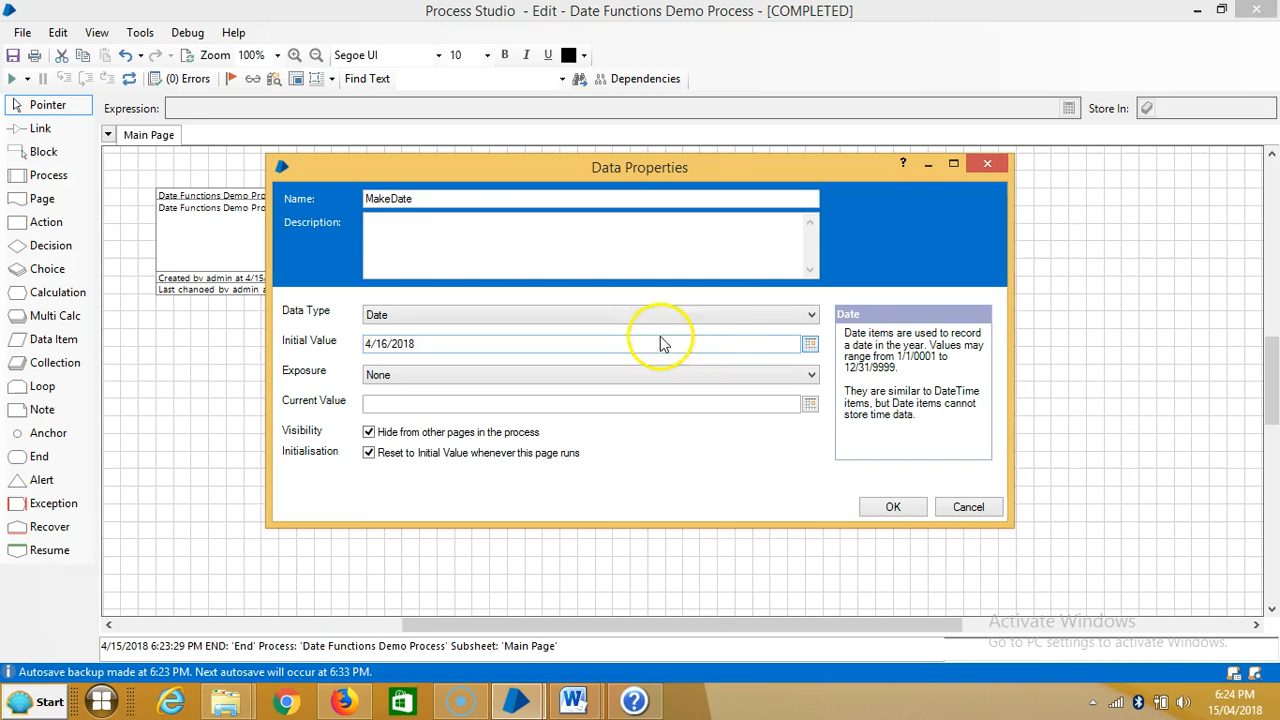 Process Studio - Edit - Date Functions Demo Process - [COMPLETED]
File Edit View Tools Debug Help
Zoom 100% Segoe UI 10 B I U
(0) Errors Find Text Dependencies
Pointer
Expression: Store In:
Link
Main Page
Block
Process
Page
Action
Decision
Choice
Calculation
Multi Calc
Data Item
Collection
Loop
Note
Anchor
End
Alert
Exception
Recover
Resume
Date Functions Demo Pro
Date Functions Demo Pro
Created by admin at 4/15/
Last changed by admin a
Data Properties
?
Name: MakeDate
Description:
Data Type Date
Initial Value 4/16/2018
Exposure None
Current Value
Visibility Hide from other pages in the process
Initialisation Reset to Initial Value whenever this page runs
Date
Date items are used to record
a date in the year. Values may
range from 1/1/0001 to
12/31/9999.
They are similar to DateTime
items, but Date items cannot
store time data.
OK Cancel
Activate Windows
Go to PC settings to activate Windows.
4/15/2018 6:23:29 PM END: 'End' Process: 'Date Functions Demo Process' Subsheet: 'Main Page'
Autosave backup made at 6:23 PM. Next autosave will occur at 6:33 PM.
Start
6:24 PM
15/04/2018